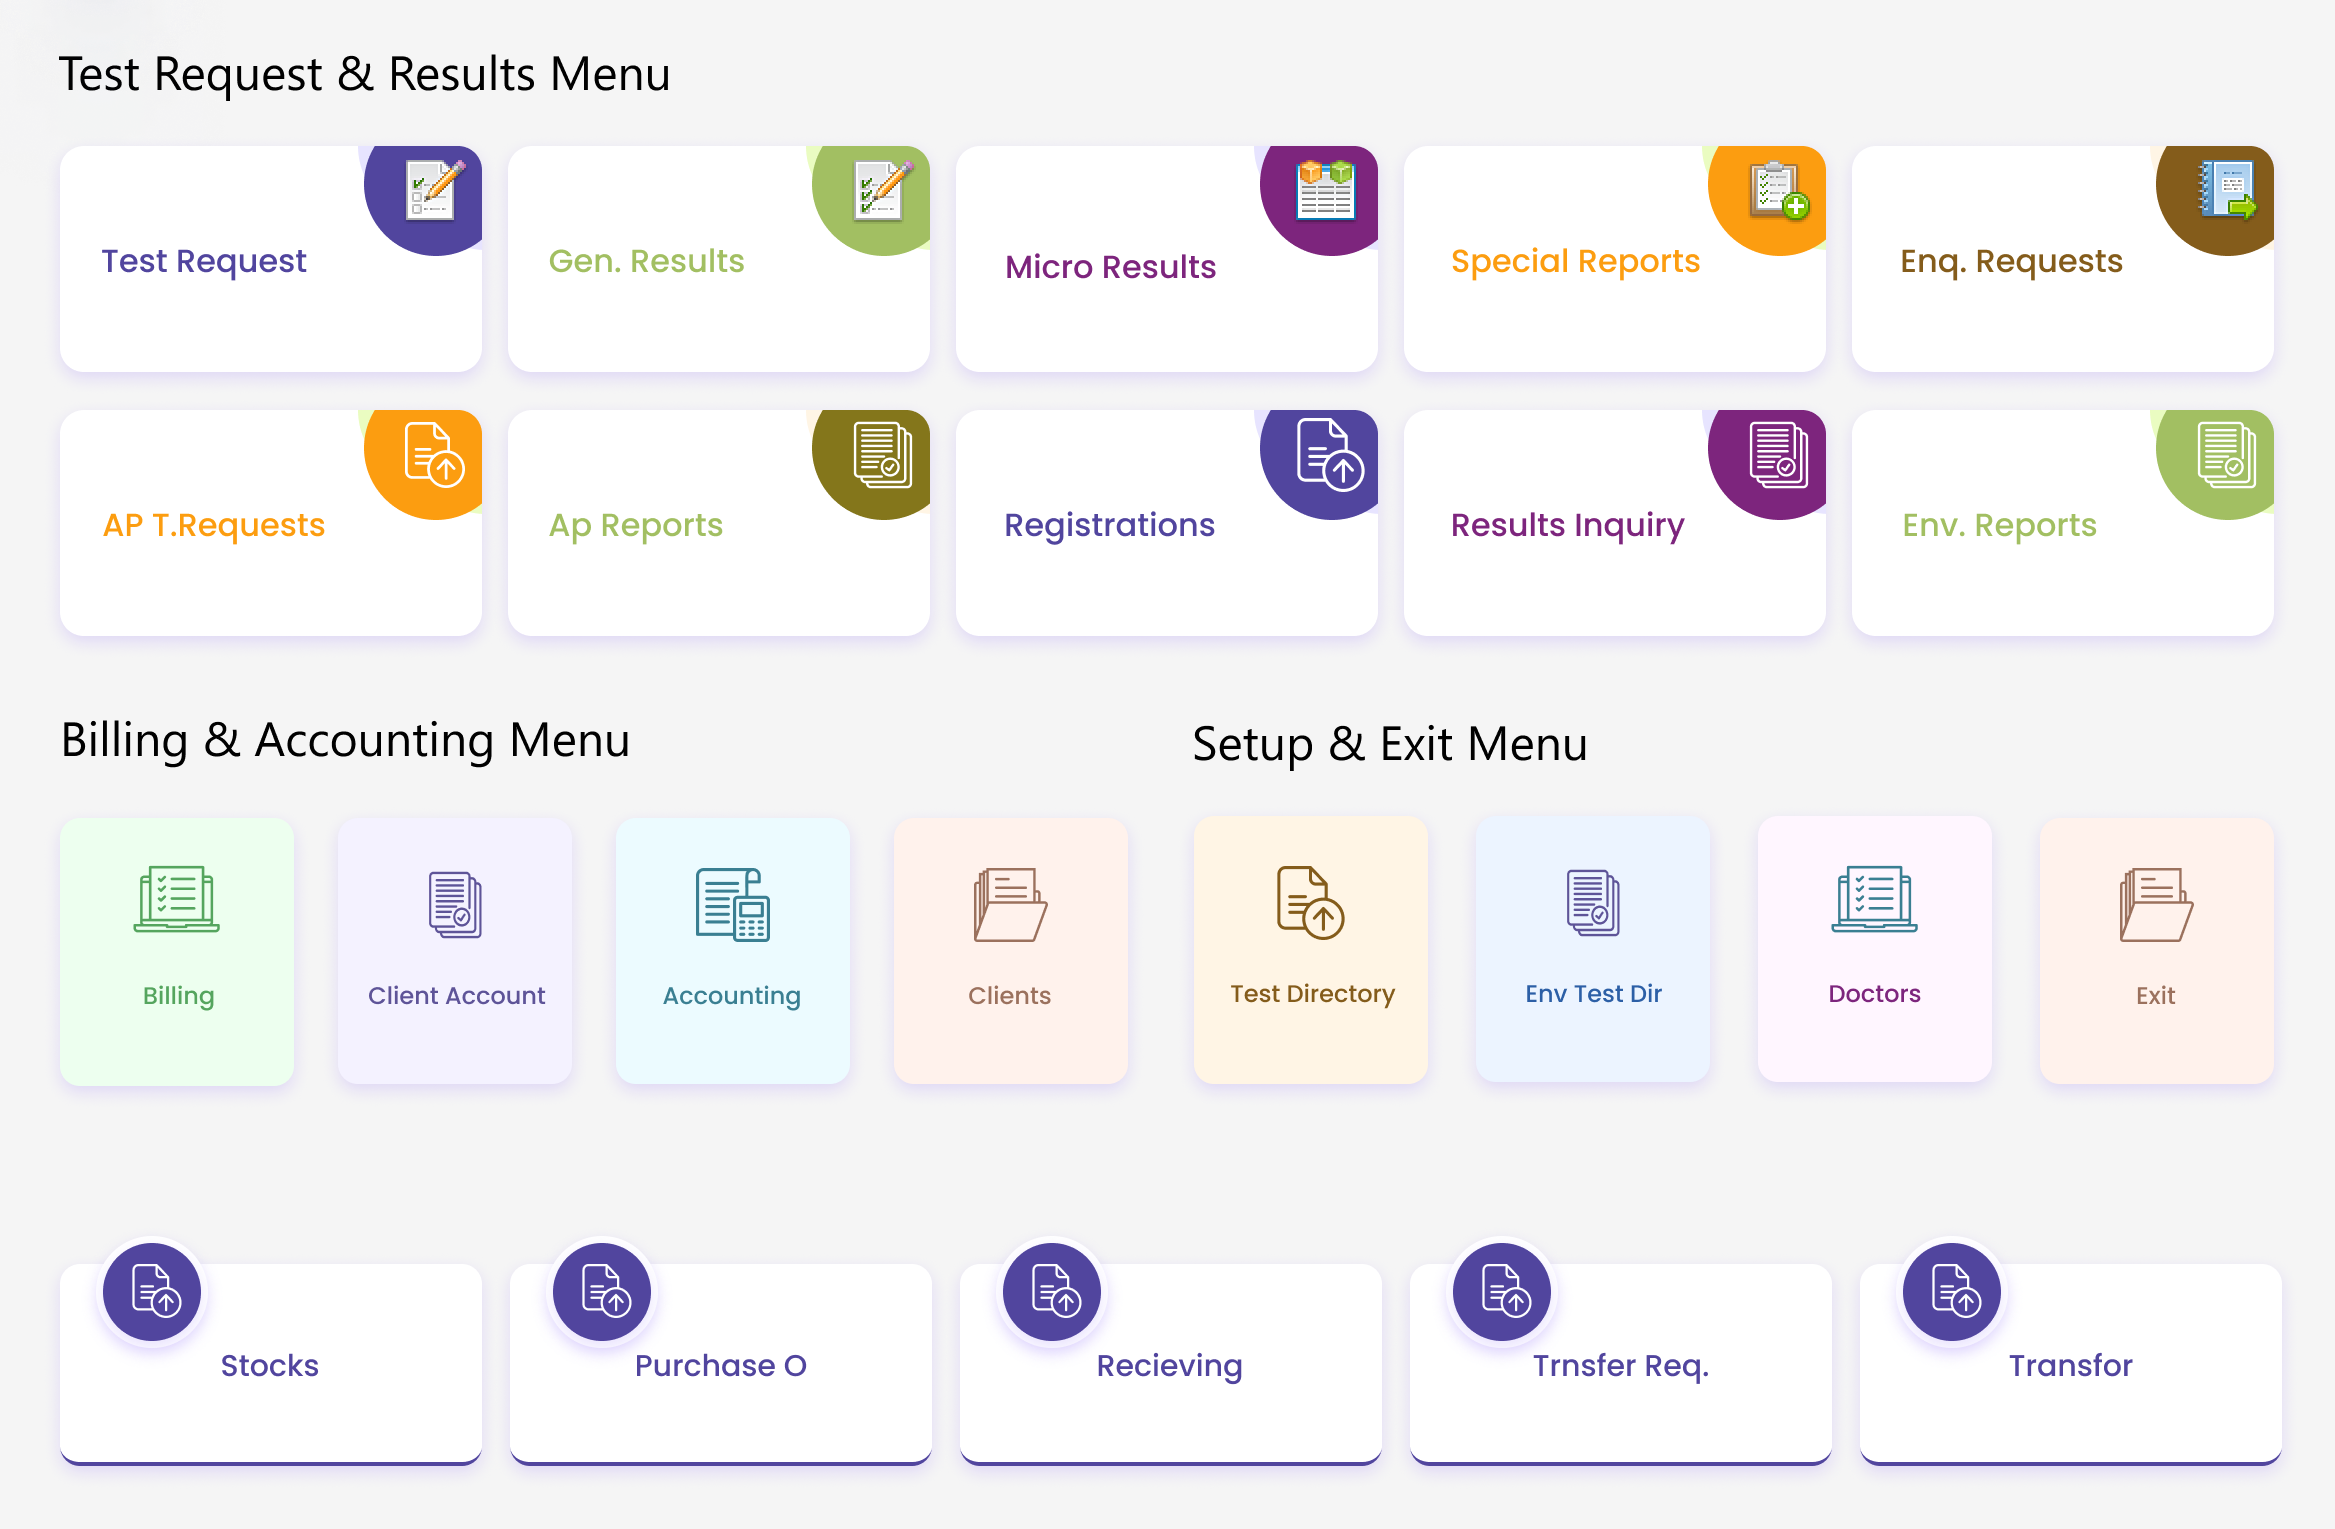 Test Request & Results Menu
Test Request
Gen. Results
Micro Results
Special Reports
Enq. Requests
AP T.Requests
Ap Reports
Registrations
Results Inquiry
Env. Reports
Billing & Accounting Menu
Setup & Exit Menu
Billing
Client Account
Accounting
Clients
Test Directory
Env Test Dir
Doctors
Exit
Stocks
Purchase O
Recieving
Trnsfer Req.
Transfor